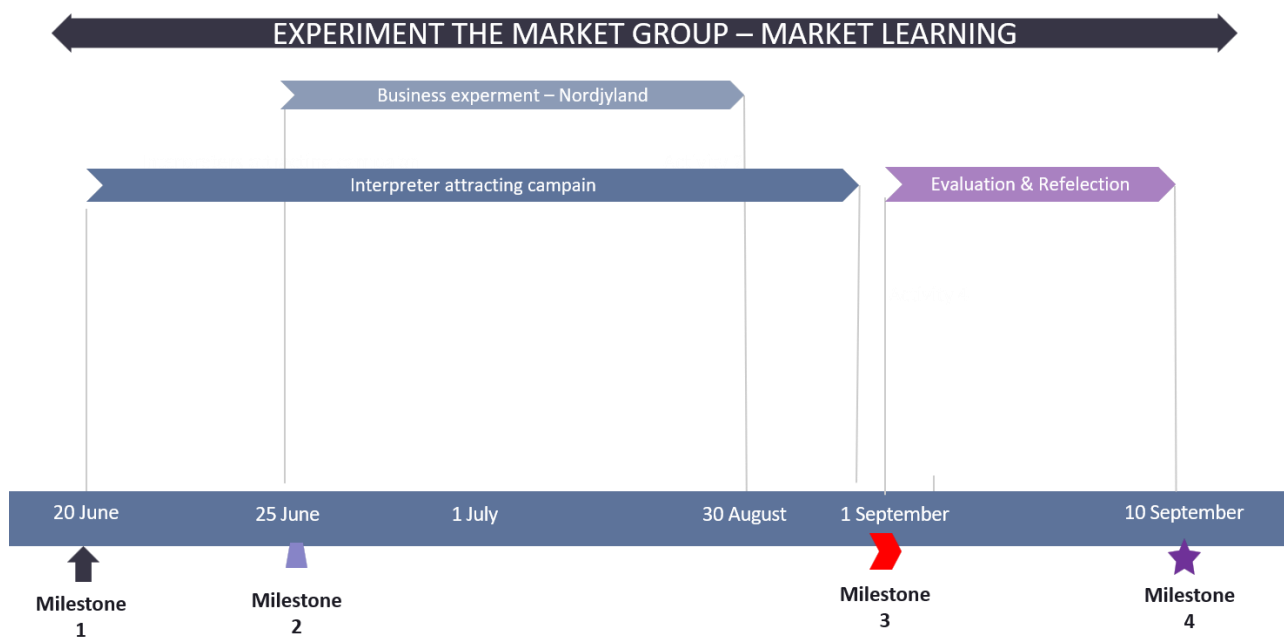 EXPERIMENT THE MARKET GROUP – MARKET LEARNING
Business experment – Nordjyland
Interpreter attracting campain
Evaluation & Refelection
20 June
25 June
1 July
30 August
1 September
10 September
Milestone
1
Milestone
2
Milestone
3
Milestone
4